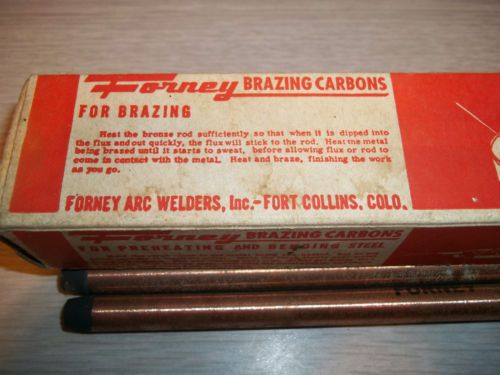 Forney BRAZING CARBONS
FOR BRAZING
Heat the bronze rod sufficiently so that when it is dipped into
the flux and out quickly, the flux will stick to the rod. Heat the metal
being brazed until it starts to sweat, before allowing flux or rod to
come in contact with the metal. Heat and braze, finishing the work
as you go.
FORNEY ARC WELDERS, Inc.-FORT COLLINS, COLO.
Forney BRAZING CARBONS
FOR PREHEATING AND BENDING STEEL
FORNEY